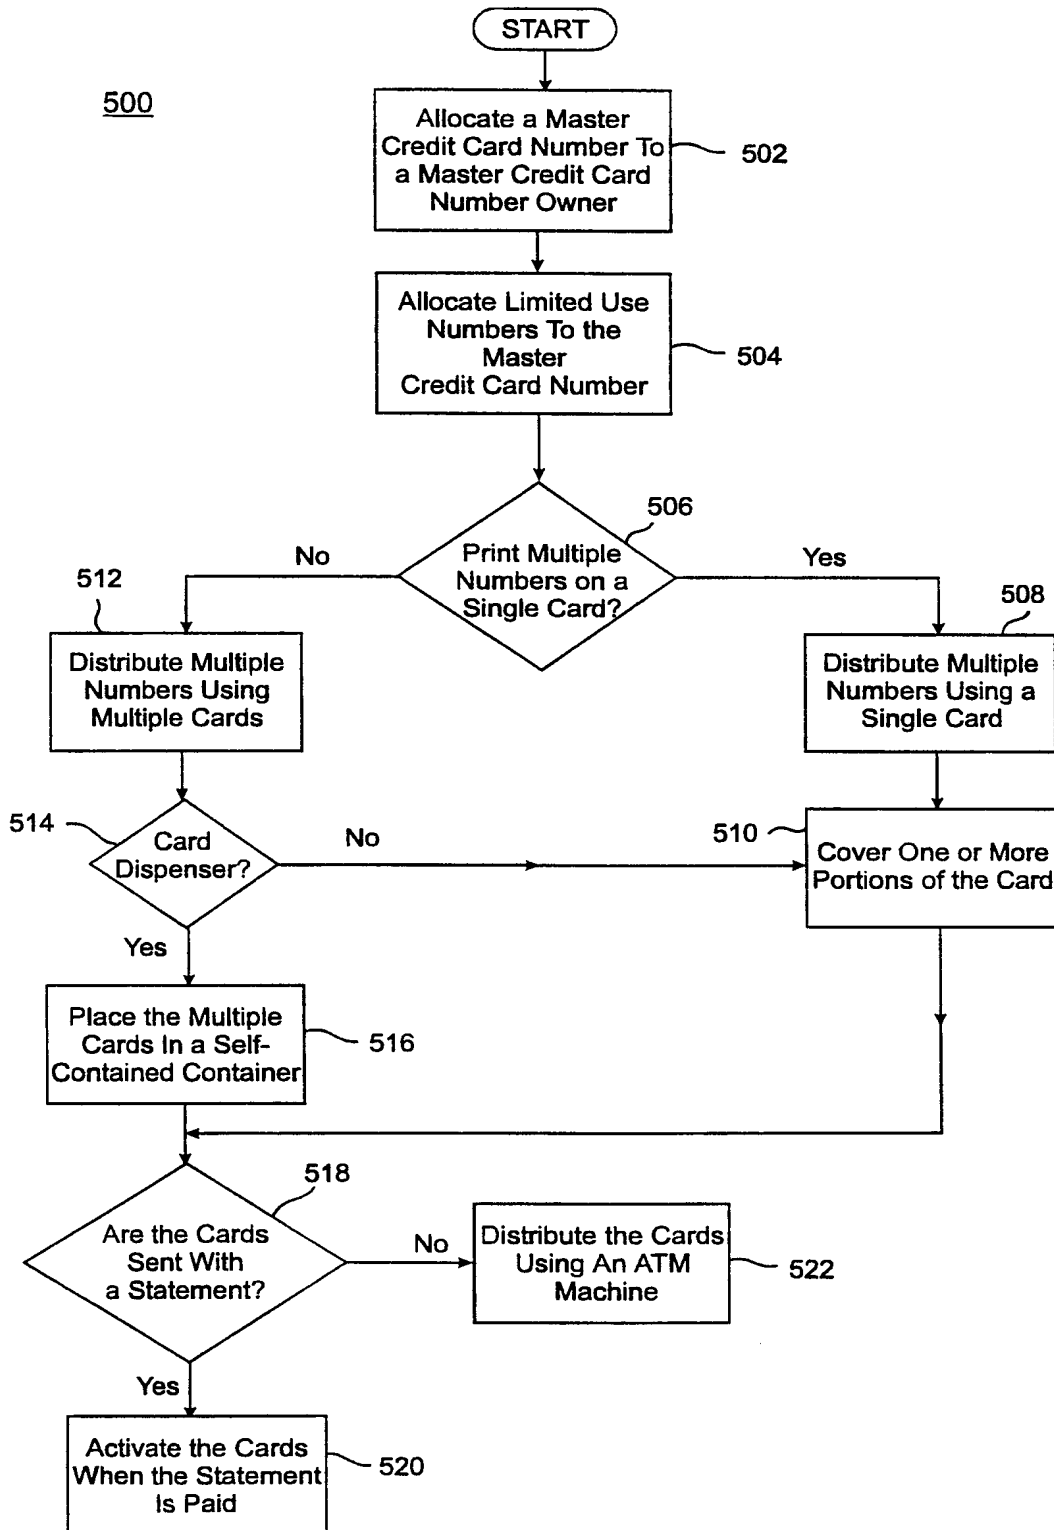 START
500
Allocate a Master
Credit Card Number To
a Master Credit Card
Number Owner
502
Allocate Limited Use
Numbers To the
Master
Credit Card Number
504
506
Print Multiple
Numbers on a
Single Card?
No
Yes
512
508
Distribute Multiple
Numbers Using
Multiple Cards
Distribute Multiple
Numbers Using a
Single Card
514
Card
Dispenser?
No
510
Cover One or More
Portions of the Card
Yes
Place the Multiple
Cards In a Self-
Contained Container
516
518
Are the Cards
Sent With
a Statement?
No
Distribute the Cards
Using An ATM
Machine
522
Yes
Activate the Cards
When the Statement
Is Paid
520